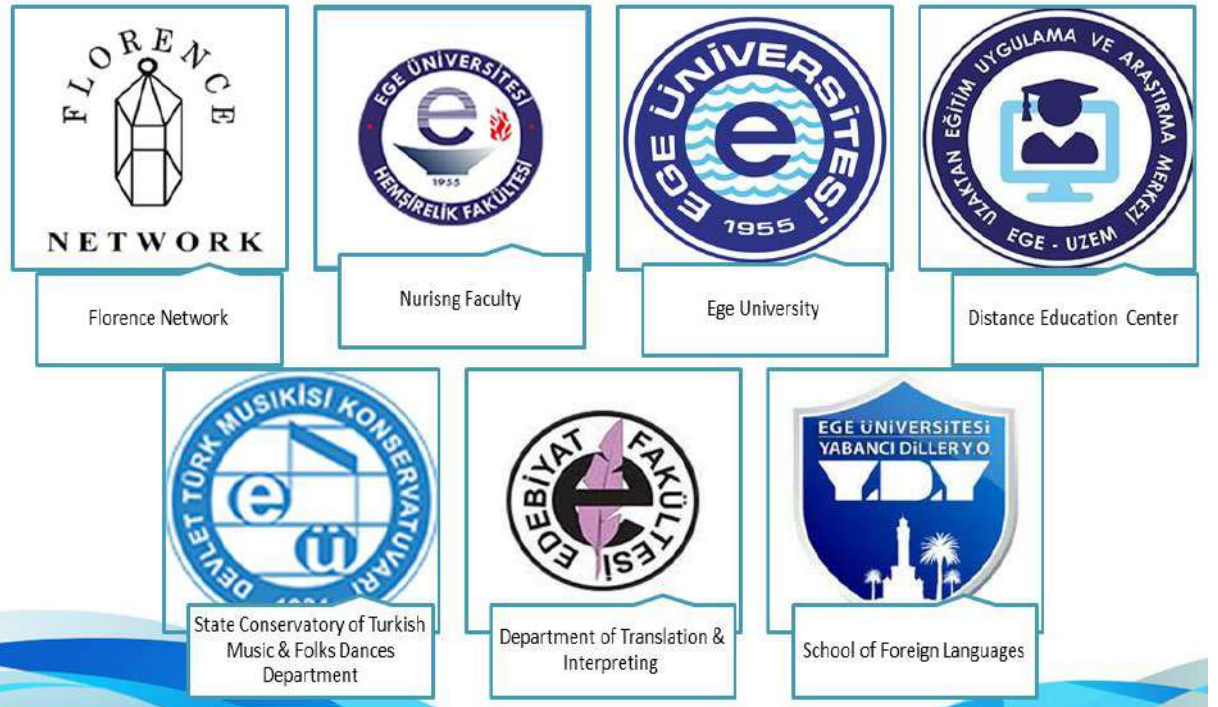 FLORENCE
NETWORK
Florence Network
EGE ÜNİVERSİTESİ
e
1955
HEMŞİRELİK FAKÜLTESİ
Nurisng Faculty
EGE ÜNİVERSİTESİ
e
1955
Ege University
UZAKTAN EĞİTİM UYGULAMA VE ARAŞTIRMA MERKEZİ
EGE - UZEM
Distance Education Center
DEVLET TÜRK MUSIKİSİ KONSERVATUVARI
e
ü
State Conservatory of Turkish
Music & Folks Dances
Department
EDEBİYAT FAKÜLTESİ
e
Department of Translation &
Interpreting
EGE ÜNİVERSİTESİ
YABANCI DİLLER Y.O.
Y.D.Y
School of Foreign Languages